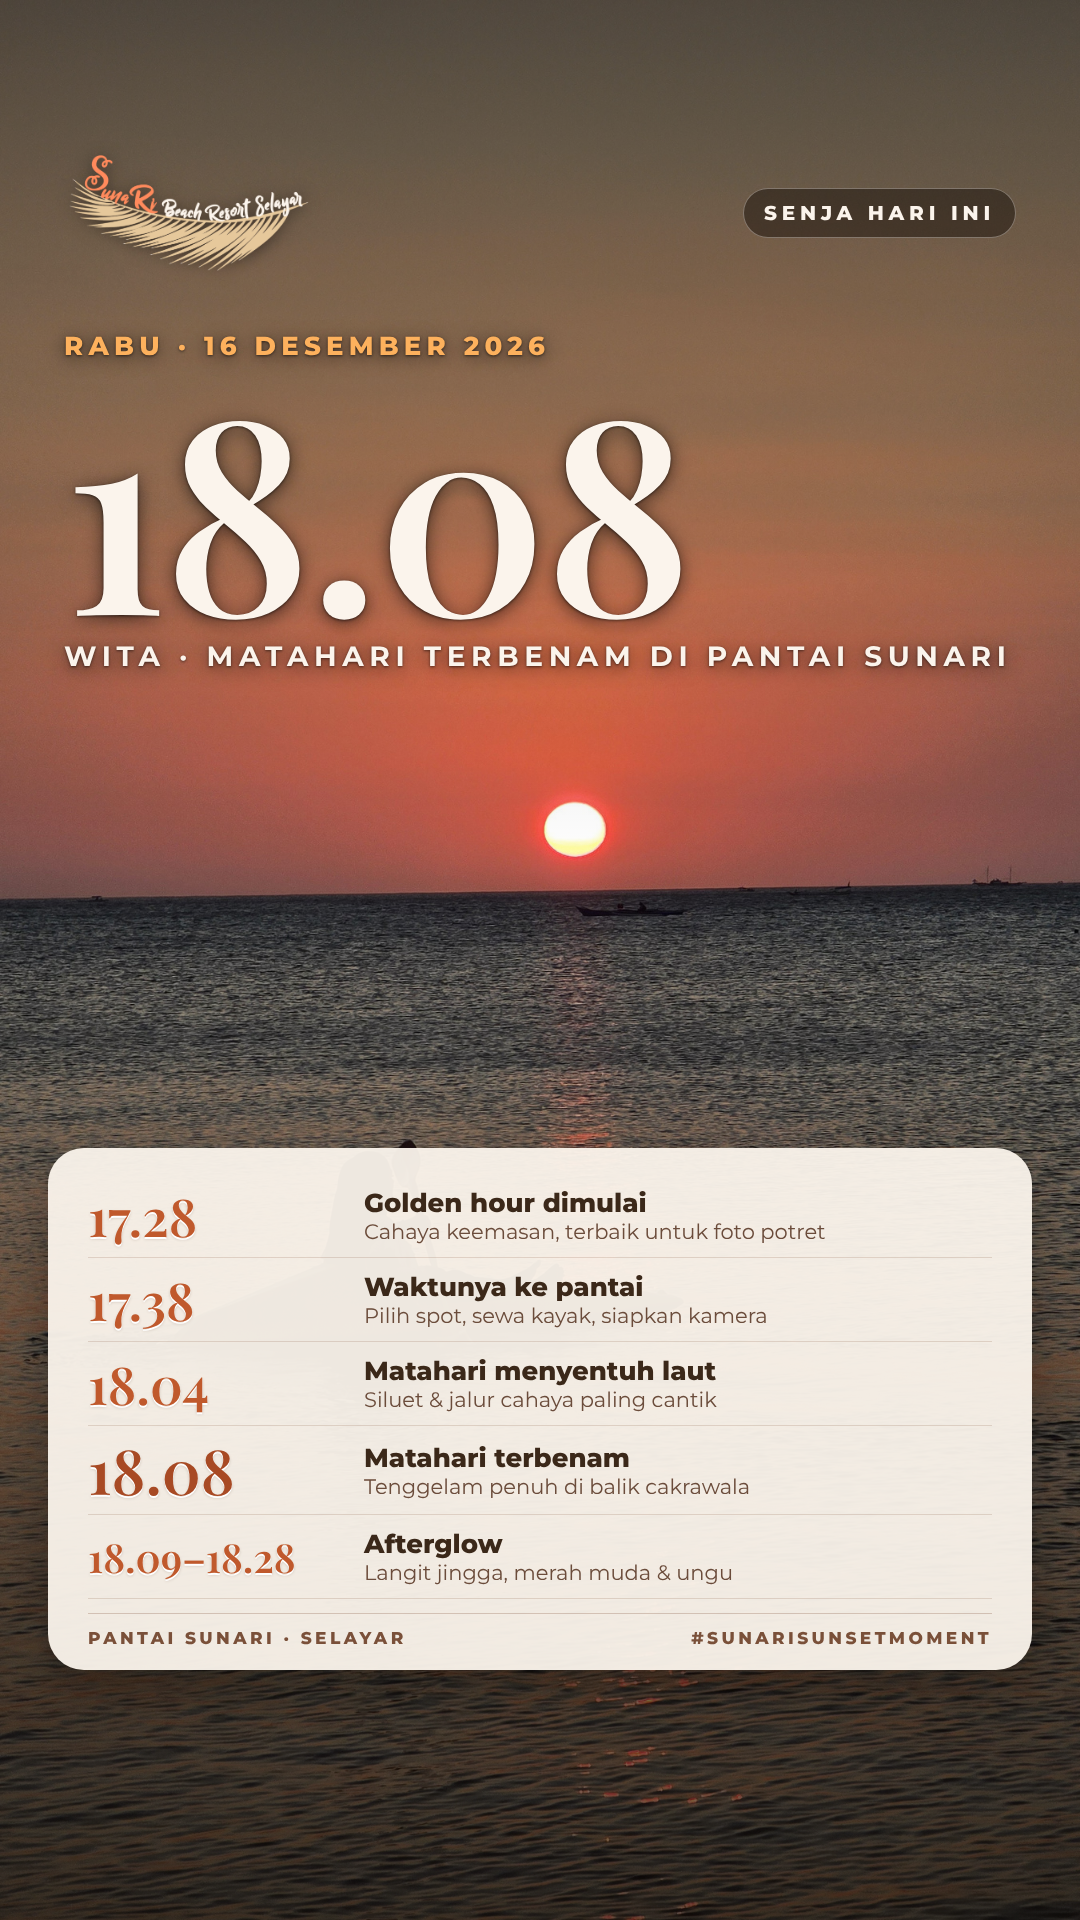 SunaRi Beach Resort Selayar
SENJA HARI INI
RABU · 16 DESEMBER 2026
18.08
WITA · MATAHARI TERBENAM DI PANTAI SUNARI
17.28
Golden hour dimulai
Cahaya keemasan, terbaik untuk foto potret
17.38
Waktunya ke pantai
Pilih spot, sewa kayak, siapkan kamera
18.04
Matahari menyentuh laut
Siluet & jalur cahaya paling cantik
18.08
Matahari terbenam
Tenggelam penuh di balik cakrawala
18.09–18.28
Afterglow
Langit jingga, merah muda & ungu
PANTAI SUNARI · SELAYAR
#SUNARISUNSETMOMENT